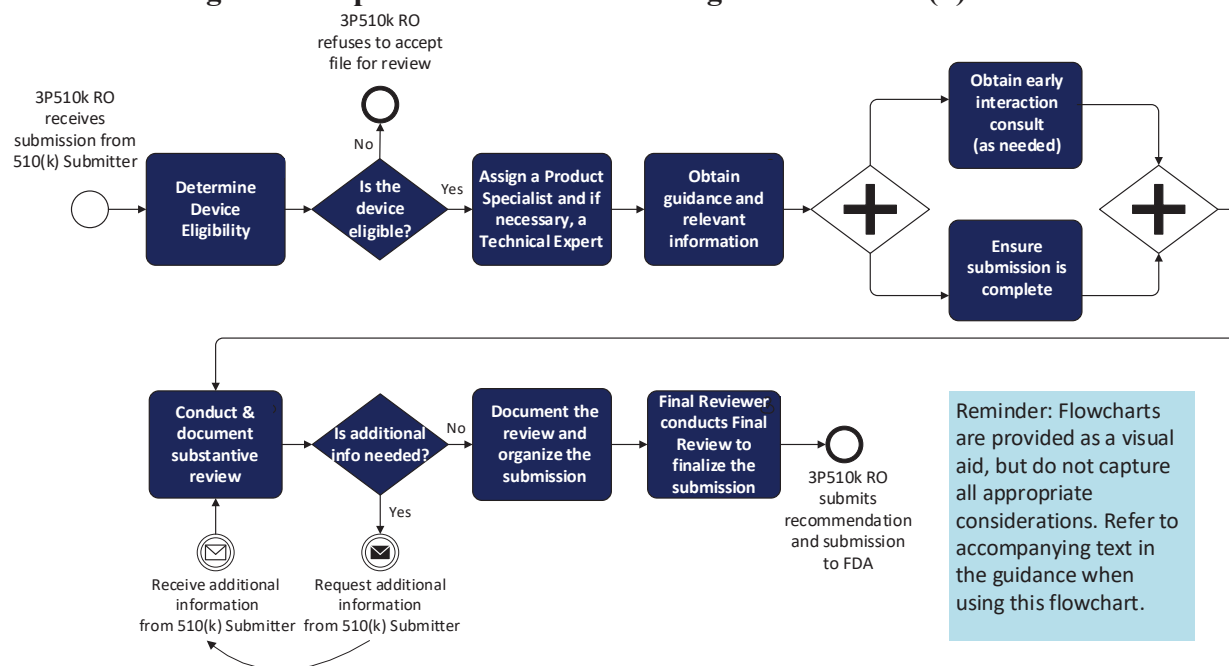 3P510k RO
refuses to accept
file for review
3P510k RO
receives
submission from
510(k) Submitter
Determine
Device
Eligibility
No
Is the
device
eligible?
Yes
Assign a Product
Specialist and if
necessary, a
Technical Expert
Obtain
guidance and
relevant
information
Obtain early
interaction
consult
(as needed)
Ensure
submission is
complete
Conduct &
document
substantive
review
Is additional
info needed?
No
Yes
Document the
review and
organize the
submission
Final Reviewer
conducts Final
Review to
finalize the
submission
3P510k RO
submits
recommendation
and submission
to FDA
Receive additional
information
from 510(k) Submitter
Request additional
information
from 510(k) Submitter
Reminder: Flowcharts
are provided as a visual
aid, but do not capture
all appropriate
considerations. Refer to
accompanying text in
the guidance when
using this flowchart.